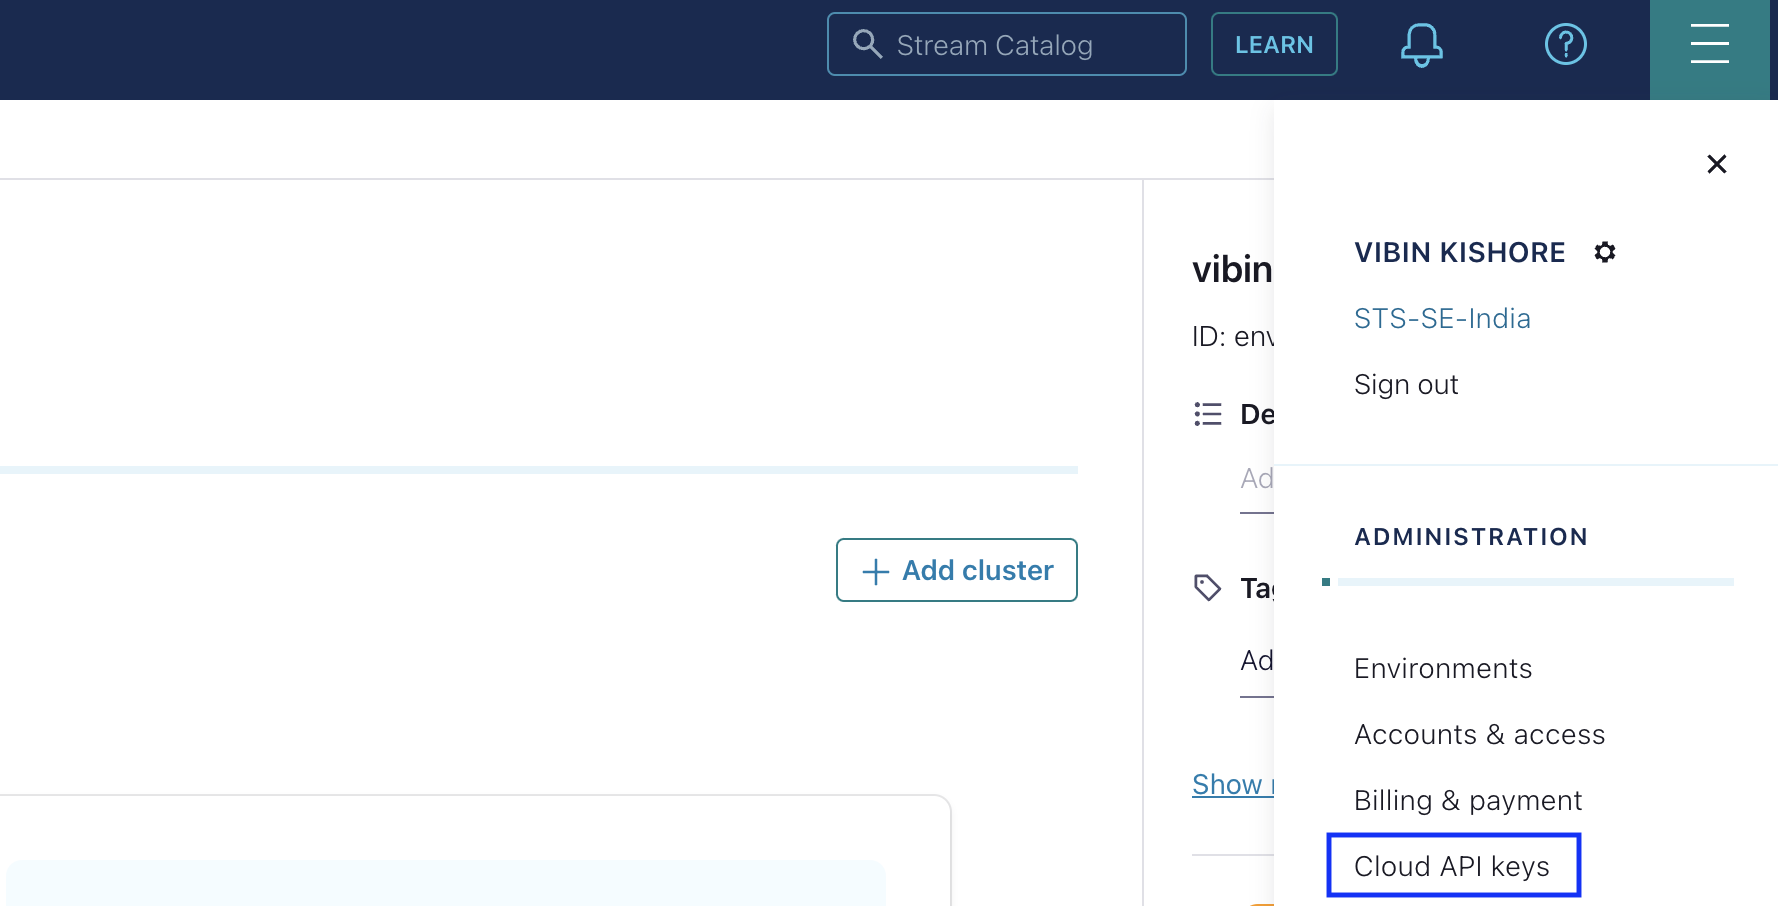 Stream Catalog
LEARN
VIBIN KISHORE
STS-SE-India
Sign out
vibin
ID: env
De
Ad
ADMINISTRATION
Add cluster
Tag
Ad
Environments
Accounts & access
Show
Billing & payment
Cloud API keys